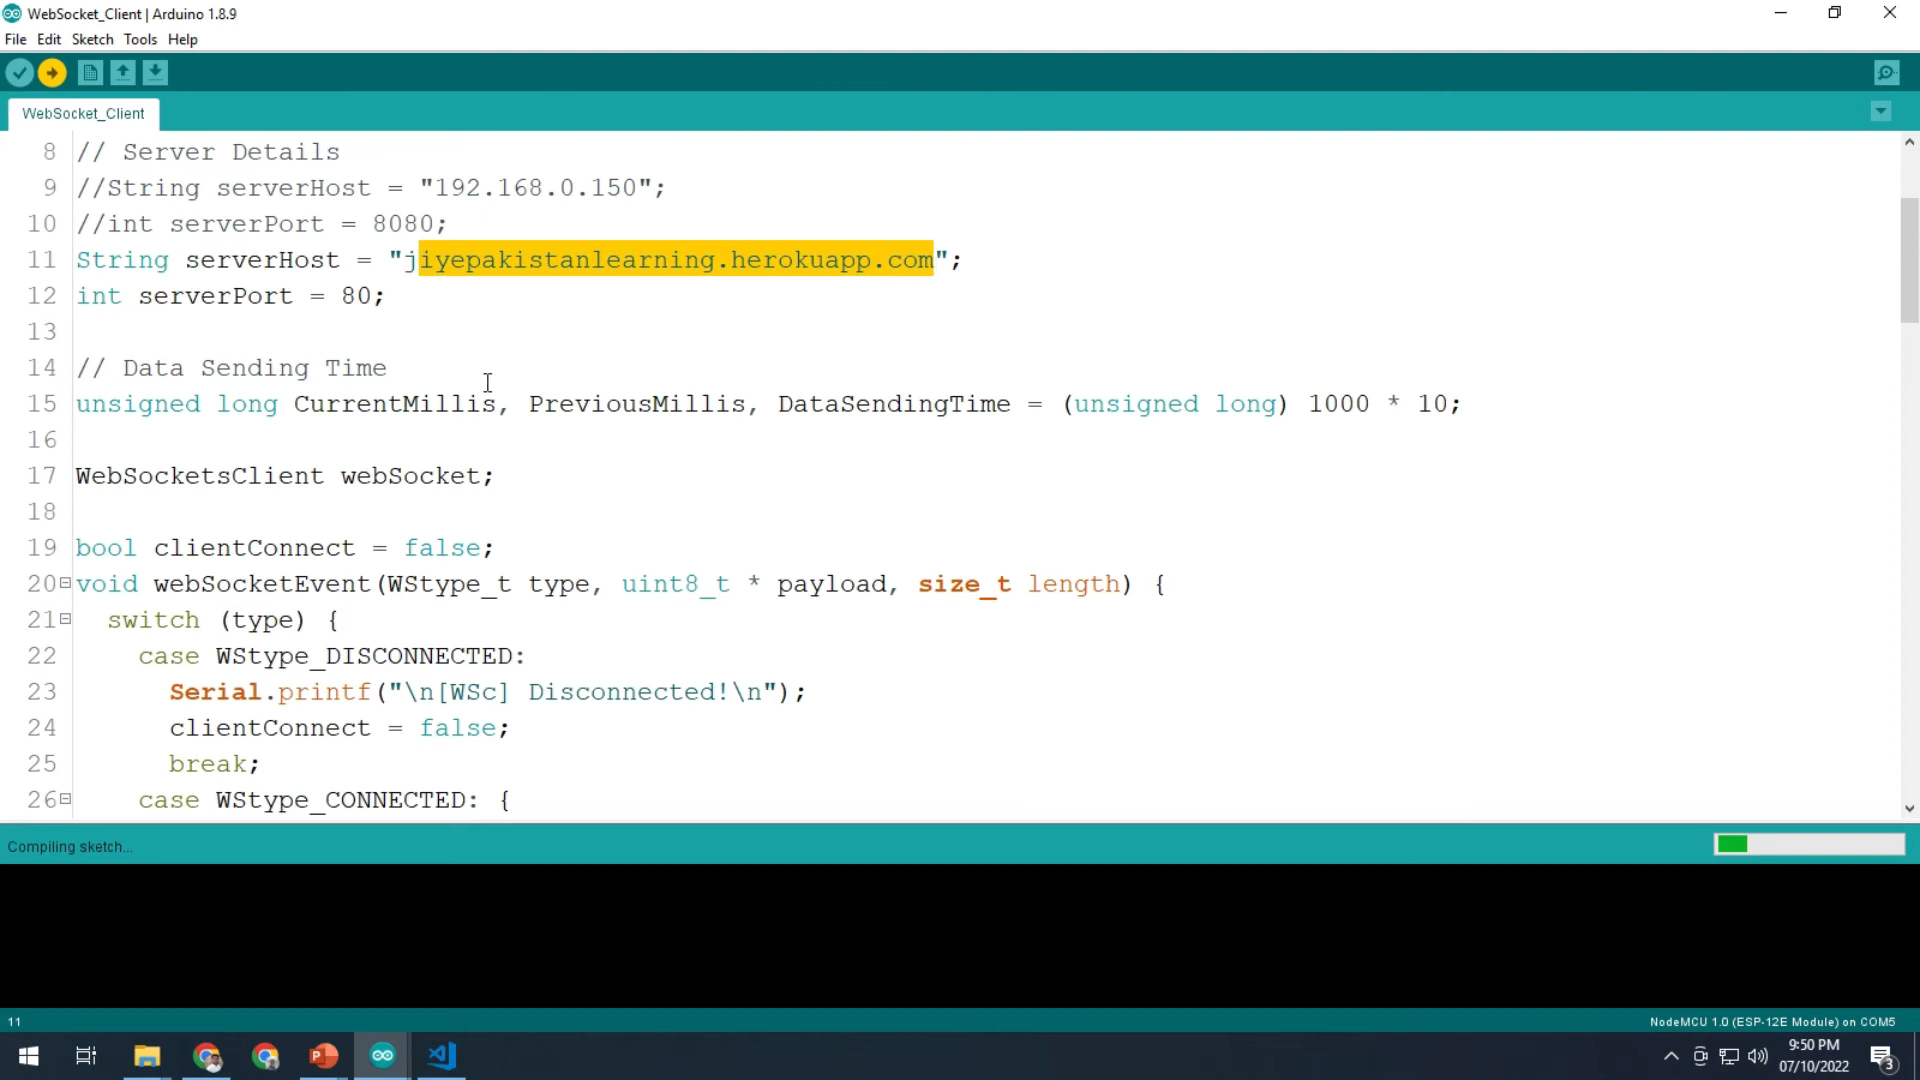 WebSocket_Client | Arduino 1.8.9
File Edit Sketch Tools Help
WebSocket_Client
8 // Server Details
9 //String serverHost = "192.168.0.150";
10 //int serverPort = 8080;
11 String serverHost = "jiyepakistanlearning.herokuapp.com";
12 int serverPort = 80;
13
14 // Data Sending Time
15 unsigned long CurrentMillis, PreviousMillis, DataSendingTime = (unsigned long) 1000 * 10;
16
17 WebSocketsClient webSocket;
18
19 bool clientConnect = false;
20 void webSocketEvent(WStype_t type, uint8_t * payload, size_t length) {
21 switch (type) {
22 case WStype_DISCONNECTED:
23 Serial.printf("\n[WSc] Disconnected!\n");
24 clientConnect = false;
25 break;
26 case WStype_CONNECTED: {
Compiling sketch...
11
NodeMCU 1.0 (ESP-12E Module) on COM5
9:50 PM
07/10/2022
3